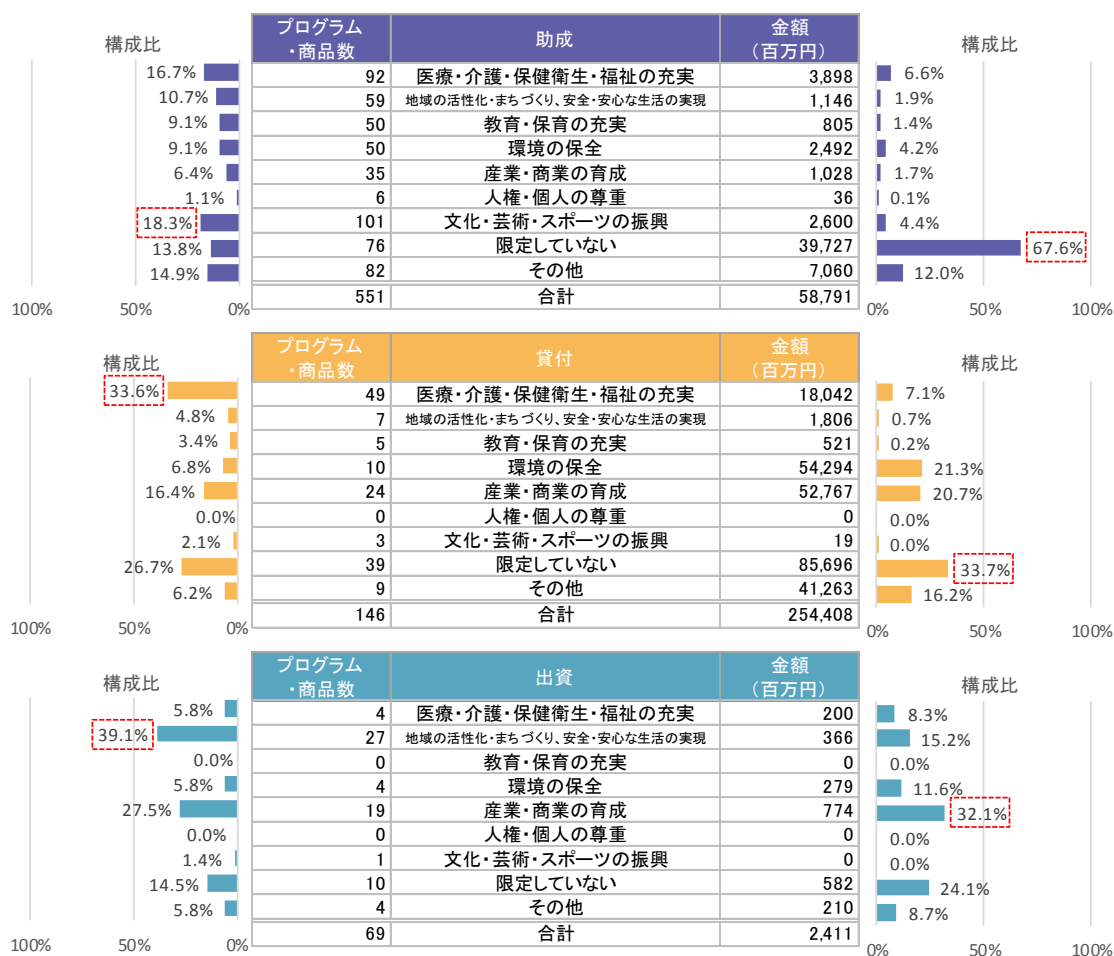 構成比
プログラム・商品数 助成 金額（百万円）
構成比
16.7% 92 医療・介護・保健衛生・福祉の充実 3,898 6.6%
10.7% 59 地域の活性化・まちづくり、安全・安心な生活の実現 1,146 1.9%
9.1% 50 教育・保育の充実 805 1.4%
9.1% 50 環境の保全 2,492 4.2%
6.4% 35 産業・商業の育成 1,028 1.7%
1.1% 6 人権・個人の尊重 36 0.1%
18.3% 101 文化・芸術・スポーツの振興 2,600 4.4%
13.8% 76 限定していない 39,727 67.6%
14.9% 82 その他 7,060 12.0%
551 合計 58,791
100% 50% 0% 0% 50% 100%
構成比
プログラム・商品数 貸付 金額（百万円）
構成比
33.6% 49 医療・介護・保健衛生・福祉の充実 18,042 7.1%
4.8% 7 地域の活性化・まちづくり、安全・安心な生活の実現 1,806 0.7%
3.4% 5 教育・保育の充実 521 0.2%
6.8% 10 環境の保全 54,294 21.3%
16.4% 24 産業・商業の育成 52,767 20.7%
0.0% 0 人権・個人の尊重 0 0.0%
2.1% 3 文化・芸術・スポーツの振興 19 0.0%
26.7% 39 限定していない 85,696 33.7%
6.2% 9 その他 41,263 16.2%
146 合計 254,408
100% 50% 0% 0% 50% 100%
構成比
プログラム・商品数 出資 金額（百万円）
構成比
5.8% 4 医療・介護・保健衛生・福祉の充実 200 8.3%
39.1% 27 地域の活性化・まちづくり、安全・安心な生活の実現 366 15.2%
0.0% 0 教育・保育の充実 0 0.0%
5.8% 4 環境の保全 279 11.6%
27.5% 19 産業・商業の育成 774 32.1%
0.0% 0 人権・個人の尊重 0 0.0%
1.4% 1 文化・芸術・スポーツの振興 0 0.0%
14.5% 10 限定していない 582 24.1%
5.8% 4 その他 210 8.7%
69 合計 2,411
100% 50% 0% 0% 50% 100%